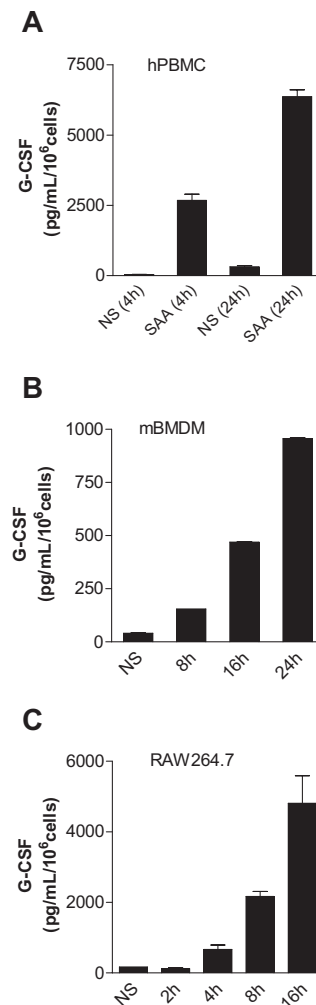 A
hPBMC
G-CSF
(pg/mL/10⁶cells)
7500
5000
2500
0
NS (4h)
SAA (4h)
NS (24h)
SAA (24h)
B
mBMDM
G-CSF
(pg/mL/10⁶cells)
1000
750
500
250
0
NS
8h
16h
24h
C
RAW264.7
G-CSF
(pg/mL/10⁶cells)
6000
4000
2000
0
NS
2h
4h
8h
16h